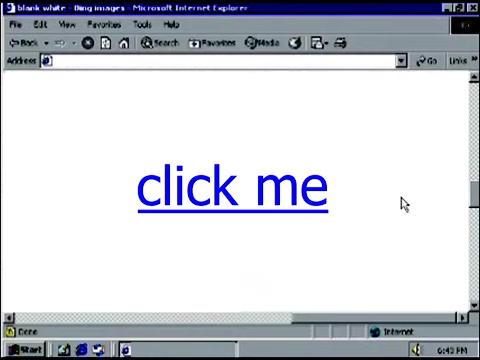 blank white - Bing images - Microsoft Internet Explorer
File Edit View Favorites Tools Help
Back Search Favorites Media
Address Go Links »
click me
Done Internet
Start 6:43 PM